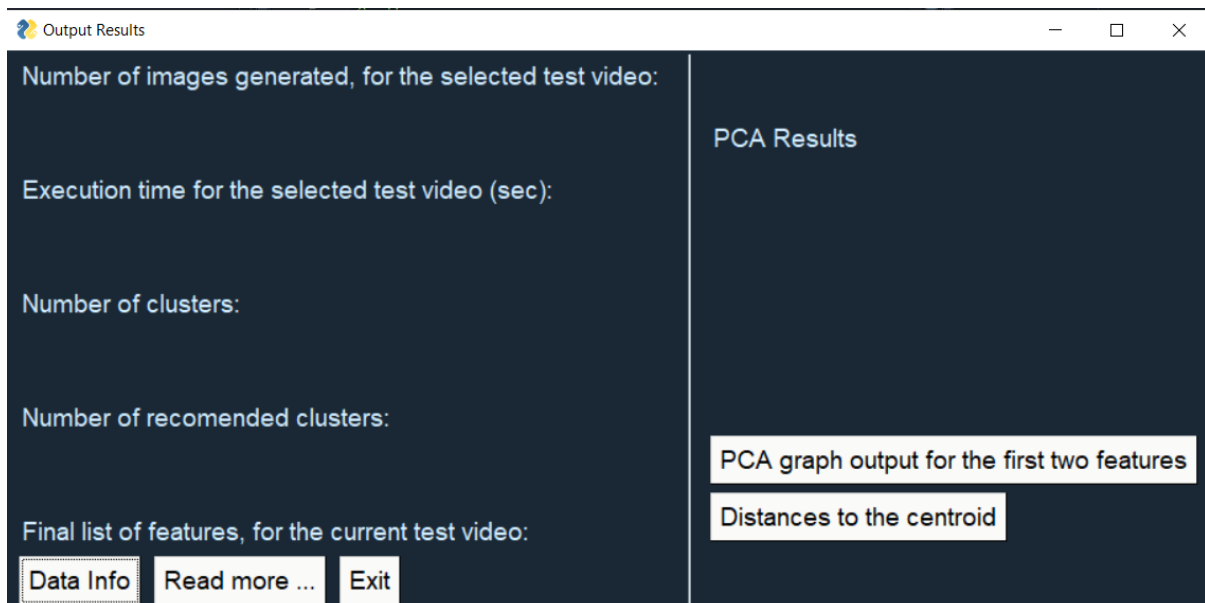 Output Results
Number of images generated, for the selected test video:
Execution time for the selected test video (sec):
Number of clusters:
Number of recomended clusters:
Final list of features, for the current test video:
Data Info
Read more ...
Exit
PCA Results
PCA graph output for the first two features
Distances to the centroid